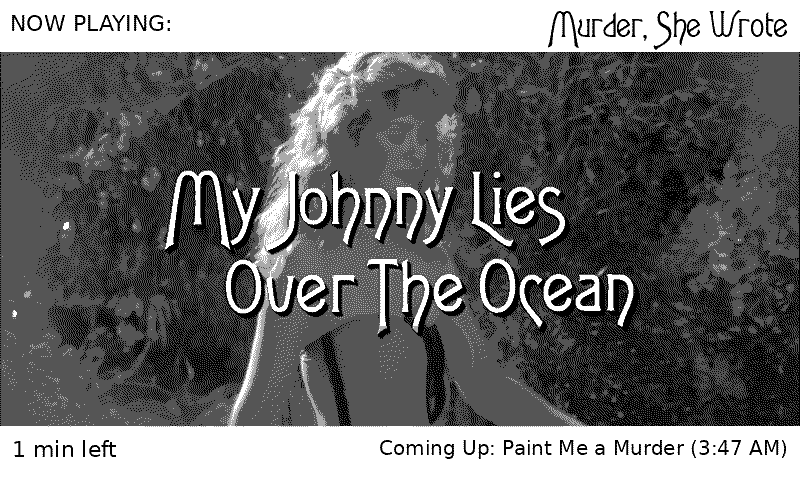 NOW PLAYING:
Murder, She Wrote
My Johnny Lies
Over The Ocean
1 min left
Coming Up: Paint Me a Murder (3:47 AM)